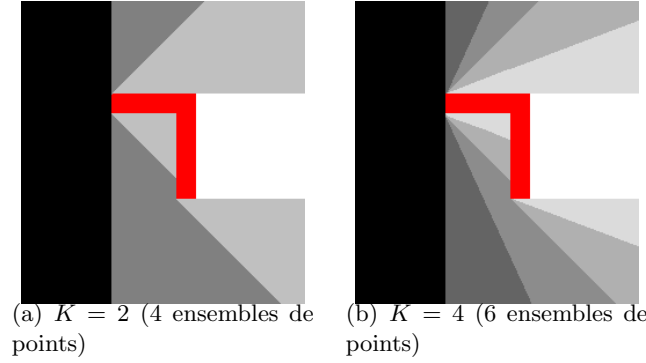 (a) K = 2 (4 ensembles de
points)
(b) K = 4 (6 ensembles de
points)